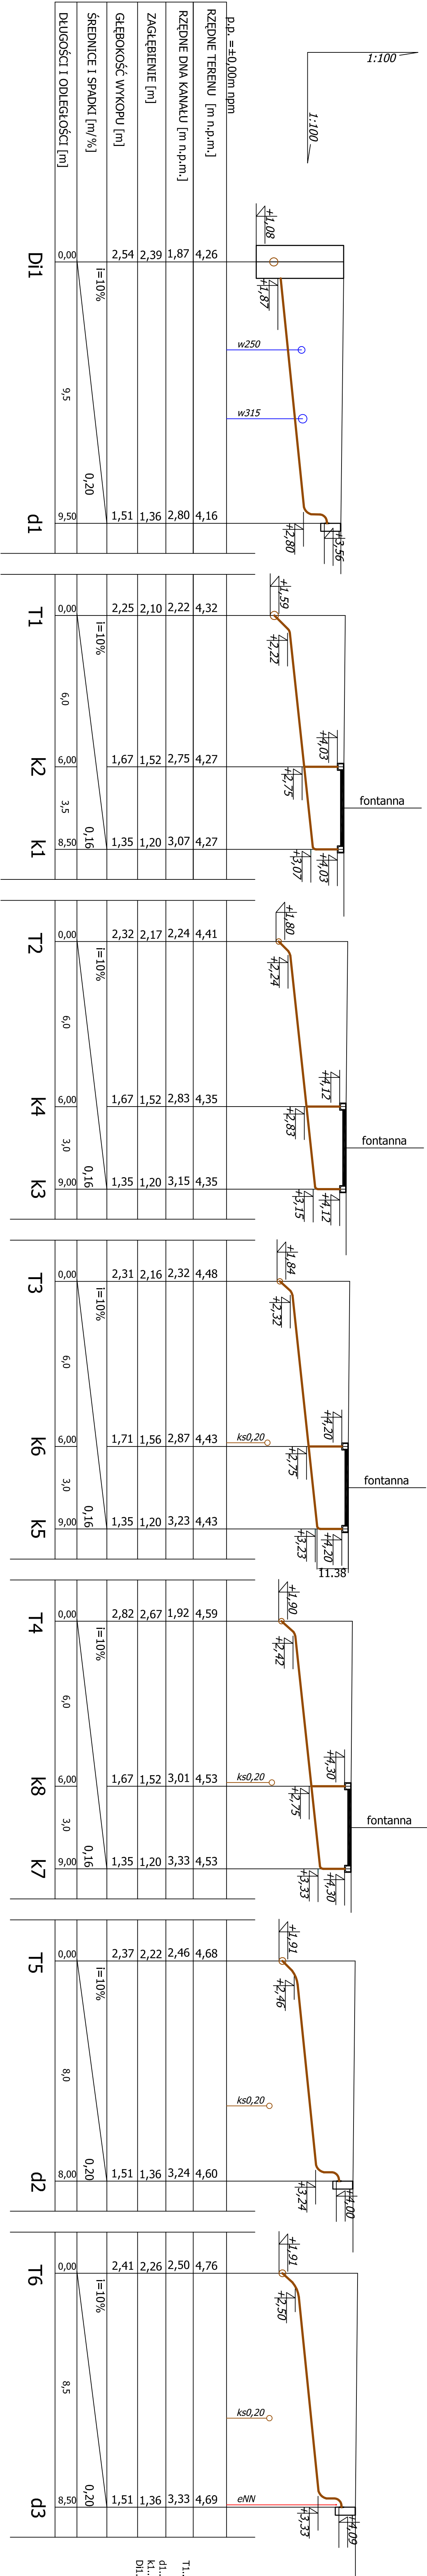 1:100
1:100
p.p. =±0,00m npm
RZĘDNE TERENU [m n.p.m.]
RZĘDNE DNA KANAŁU [m n.p.m.]
ZAGŁĘBIENIE [m]
GŁĘBOKOŚĆ WYKOPU [m]
ŚREDNICE I SPADKI [m/%]
DŁUGOŚCI I ODLEGŁOŚCI [m]
+1,08
+1,87
w250
w315
+2,80
+3,56
4,26 4,16
1,87 2,80
2,39 1,36
2,54 1,51
i=10% 0,20
0,00 9,5 9,50
Di1 d1
+1,59
+2,22
+4,03
+2,75
fontanna
+3,07
+4,03
4,32 4,27 4,27
2,22 2,75 3,07
2,10 1,52 1,20
2,25 1,67 1,35
i=10% 0,16
0,00 6,0 6,00 3,5 8,50
T1 k2 k1
+1,80
+2,24
+4,12
+2,83
fontanna
+3,15
+4,12
4,41 4,35 4,35
2,24 2,83 3,15
2,17 1,52 1,20
2,32 1,67 1,35
i=10% 0,16
0,00 6,0 6,00 3,0 9,00
T2 k4 k3
+1,84
+2,32
+4,20
+2,75
fontanna
+3,23
+4,20
11.38
ks0,20
4,48 4,43 4,43
2,32 2,87 3,23
2,16 1,56 1,20
2,31 1,71 1,35
i=10% 0,16
0,00 6,0 6,00 3,0 9,00
T3 k6 k5
+1,90
+2,42
+4,30
+2,75
fontanna
+3,33
+4,30
ks0,20
4,59 4,53 4,53
1,92 3,01 3,33
2,67 1,52 1,20
2,82 1,67 1,35
i=10% 0,16
0,00 6,0 6,00 3,0 9,00
T4 k8 k7
+1,91
+2,46
ks0,20
+3,24
+4,00
4,68 4,60
2,46 3,24
2,22 1,36
2,37 1,51
i=10% 0,20
0,00 8,0 8,00
T5 d2
+1,91
+2,50
ks0,20
eNN
+3,33
+4,09
4,76 4,69
2,50 3,33
2,26 1,36
2,41 1,51
i=10% 0,20
0,00 8,5 8,50
T6 d3
T1..
d1..
k1..
Di1